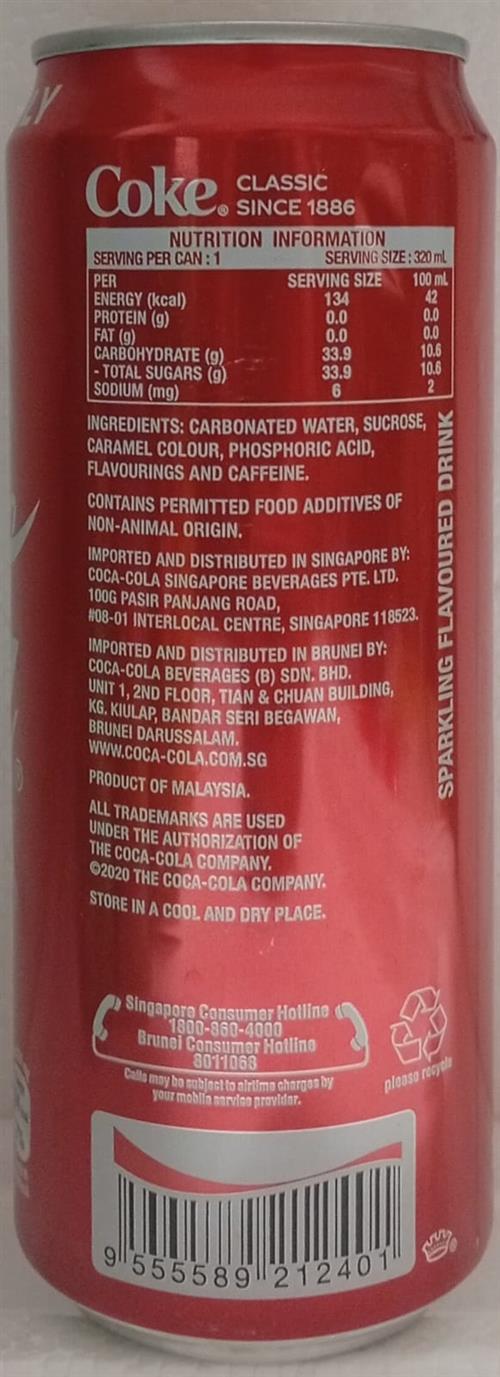 Coke® CLASSIC
SINCE 1886
NUTRITION INFORMATION
SERVING PER CAN : 1 SERVING SIZE : 320 mL
PER SERVING SIZE 100 mL
ENERGY (kcal) 134 42
PROTEIN (g) 0.0 0.0
FAT (g) 0.0 0.0
CARBOHYDRATE (g) 33.9 10.6
- TOTAL SUGARS (g) 33.9 10.6
SODIUM (mg) 6 2
INGREDIENTS: CARBONATED WATER, SUCROSE,
CARAMEL COLOUR, PHOSPHORIC ACID,
FLAVOURINGS AND CAFFEINE.
CONTAINS PERMITTED FOOD ADDITIVES OF
NON-ANIMAL ORIGIN.
IMPORTED AND DISTRIBUTED IN SINGAPORE BY:
COCA-COLA SINGAPORE BEVERAGES PTE. LTD.
100G PASIR PANJANG ROAD,
#08-01 INTERLOCAL CENTRE, SINGAPORE 118523.
IMPORTED AND DISTRIBUTED IN BRUNEI BY:
COCA-COLA BEVERAGES (B) SDN. BHD.
UNIT 1, 2ND FLOOR, TIAN & CHUAN BUILDING,
KG. KIULAP, BANDAR SERI BEGAWAN,
BRUNEI DARUSSALAM.
WWW.COCA-COLA.COM.SG
PRODUCT OF MALAYSIA.
ALL TRADEMARKS ARE USED
UNDER THE AUTHORIZATION OF
THE COCA-COLA COMPANY.
©2020 THE COCA-COLA COMPANY.
STORE IN A COOL AND DRY PLACE.
SPARKLING FLAVOURED DRINK
Singapore Consumer Hotline
1800-860-4000
Brunei Consumer Hotline
8011063
Calls may be subject to airtime charges by
your mobile service provider.
please recycle
9 555589 212401